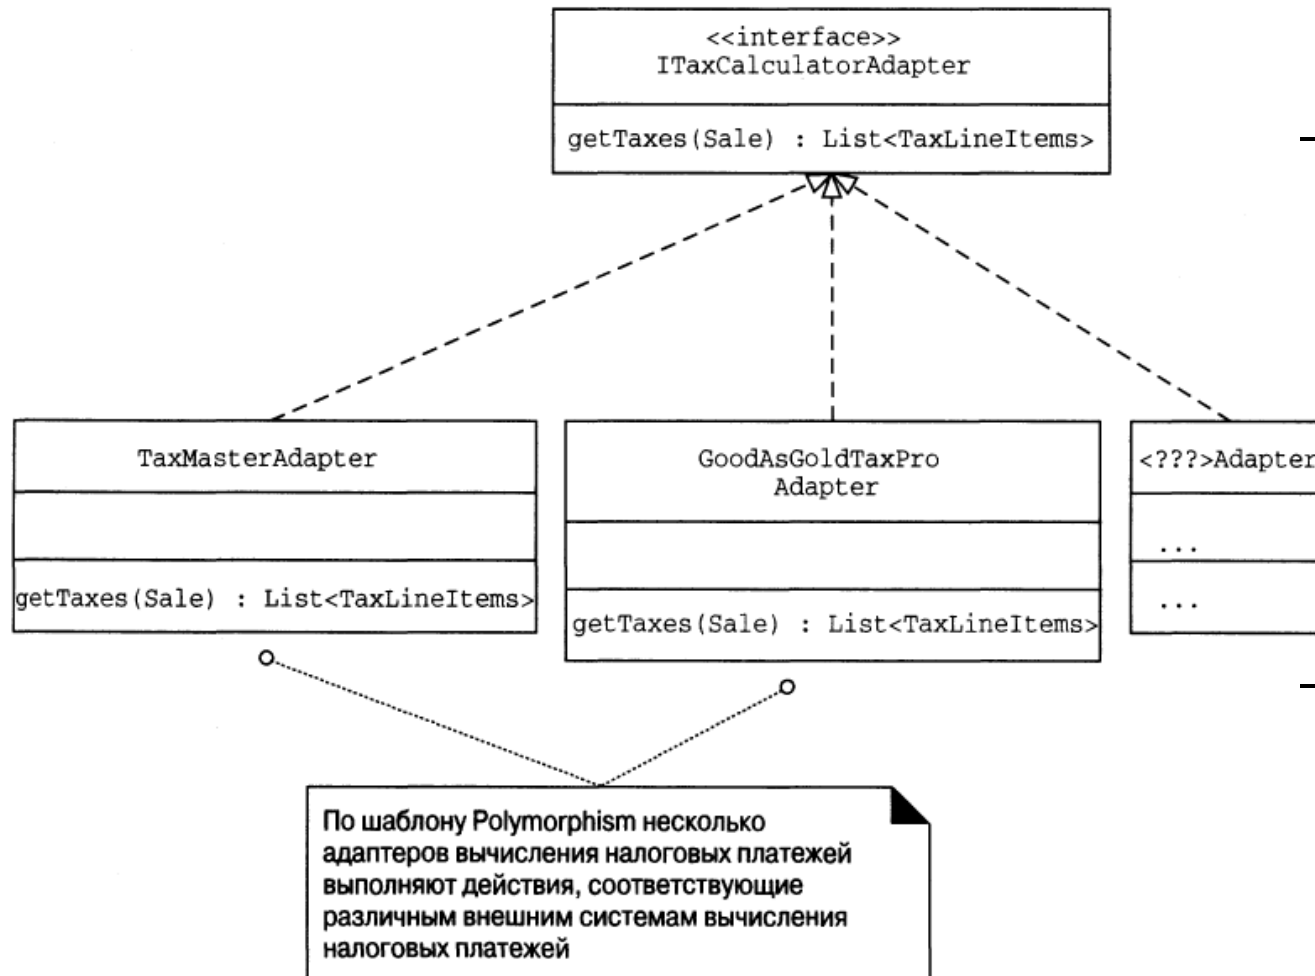 <<interface>>
ITaxCalculatorAdapter
getTaxes(Sale) : List<TaxLineItems>
TaxMasterAdapter
getTaxes(Sale) : List<TaxLineItems>
GoodAsGoldTaxPro
Adapter
getTaxes(Sale) : List<TaxLineItems>
<???>Adapter
...
...
По шаблону Polymorphism несколько
адаптеров вычисления налоговых платежей
выполняют действия, соответствующие
различным внешним системам вычисления
налоговых платежей